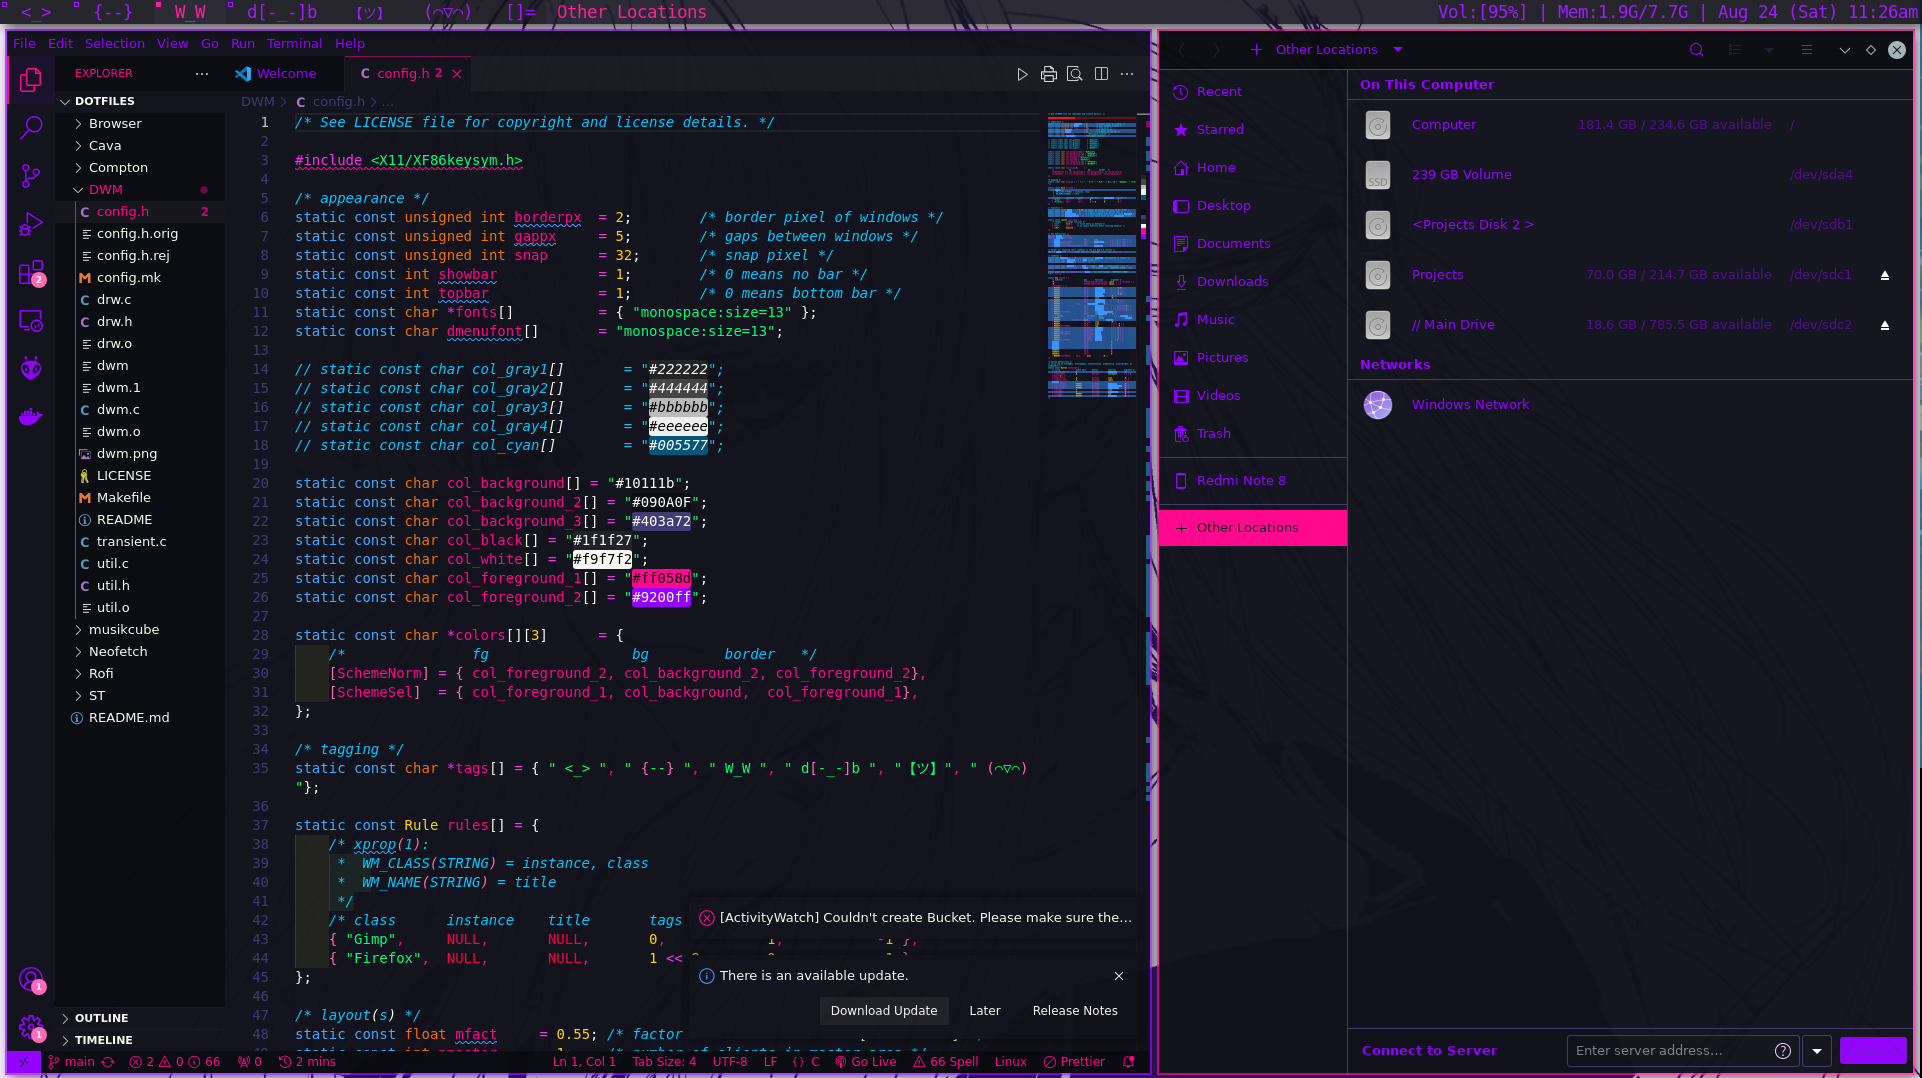 <_> {--} W_W d[-_-]b 【ツ】 (⌒▽⌒) []= Other Locations Vol:[95%] | Mem:1.9G/7.7G | Aug 24 (Sat) 11:26am
File Edit Selection View Go Run Terminal Help
EXPLORER ···
Welcome
config.h 2
DOTFILES
Browser
Cava
Compton
DWM
config.h 2
config.h.orig
config.h.rej
config.mk
drw.c
drw.h
drw.o
dwm
dwm.1
dwm.c
dwm.o
dwm.png
LICENSE
Makefile
README
transient.c
util.c
util.h
util.o
musikcube
Neofetch
Rofi
ST
README.md
OUTLINE
TIMELINE
DWM > C config.h > ...
1 /* See LICENSE file for copyright and license details. */
2
3 #include <X11/XF86keysym.h>
4
5 /* appearance */
6 static const unsigned int borderpx = 2; /* border pixel of windows */
7 static const unsigned int gappx = 5; /* gaps between windows */
8 static const unsigned int snap = 32; /* snap pixel */
9 static const int showbar = 1; /* 0 means no bar */
10 static const int topbar = 1; /* 0 means bottom bar */
11 static const char *fonts[] = { "monospace:size=13" };
12 static const char dmenufont[] = "monospace:size=13";
13
14 // static const char col_gray1[] = "#222222";
15 // static const char col_gray2[] = "#444444";
16 // static const char col_gray3[] = "#bbbbbb";
17 // static const char col_gray4[] = "#eeeeee";
18 // static const char col_cyan[] = "#005577";
19
20 static const char col_background[] = "#10111b";
21 static const char col_background_2[] = "#090A0F";
22 static const char col_background_3[] = "#403a72";
23 static const char col_black[] = "#1f1f27";
24 static const char col_white[] = "#f9f7f2";
25 static const char col_foreground_1[] = "#ff058d";
26 static const char col_foreground_2[] = "#9200ff";
27
28 static const char *colors[][3] = {
29 /* fg bg border */
30 [SchemeNorm] = { col_foreground_2, col_background_2, col_foreground_2},
31 [SchemeSel] = { col_foreground_1, col_background, col_foreground_1},
32 };
33
34 /* tagging */
35 static const char *tags[] = { " <_> ", " {--} ", " W_W ", " d[-_-]b ", "【ツ】", " (⌒▽⌒)
"};
36
37 static const Rule rules[] = {
38 /* xprop(1):
39 * WM_CLASS(STRING) = instance, class
40 * WM_NAME(STRING) = title
41 */
42 /* class instance title tags
43 { "Gimp", NULL, NULL, 0, 1, -1 },
44 { "Firefox", NULL, NULL, 1 <<
45 };
46
47 /* layout(s) */
48 static const float mfact = 0.55; /* factor
[ActivityWatch] Couldn't create Bucket. Please make sure the...
There is an available update.
Download Update Later Release Notes
main 2 0 66 0 2 mins Ln 1, Col 1 Tab Size: 4 UTF-8 LF {} C Go Live 66 Spell Linux Prettier
Other Locations
Recent
Starred
Home
Desktop
Documents
Downloads
Music
Pictures
Videos
Trash
Redmi Note 8
Other Locations
On This Computer
Computer 181.4 GB / 234.6 GB available /
239 GB Volume /dev/sda4
<Projects Disk 2 > /dev/sdb1
Projects 70.0 GB / 214.7 GB available /dev/sdc1
// Main Drive 18.6 GB / 785.5 GB available /dev/sdc2
Networks
Windows Network
Connect to Server Enter server address...